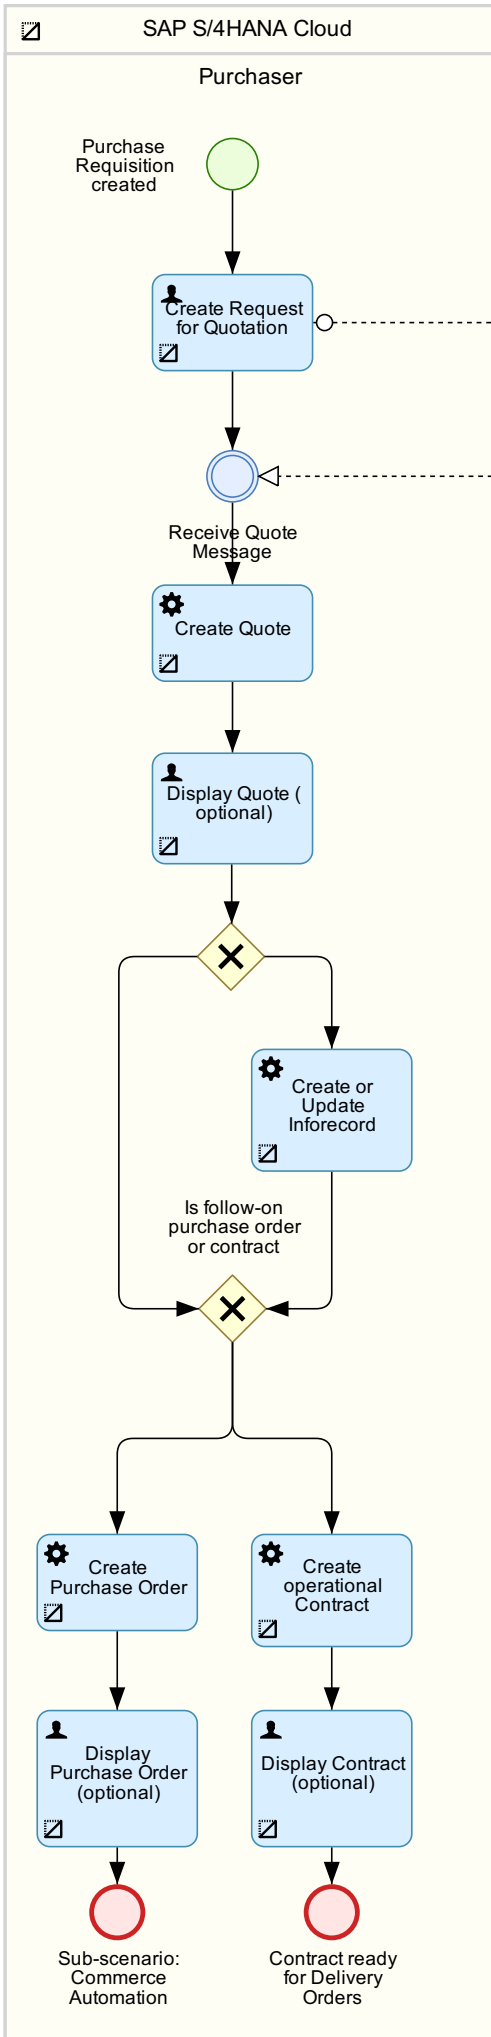 SAP S/4HANA Cloud
Purchaser
Purchase
Requisition
created
Create Request
for Quotation
Receive Quote
Message
Create Quote
Display Quote (
optional)
Create or
Update
Inforecord
Is follow-on
purchase order
or contract
Create
Purchase Order
Create
operational
Contract
Display
Purchase Order
(optional)
Display Contract
(optional)
Sub-scenario:
Commerce
Automation
Contract ready
for Delivery
Orders